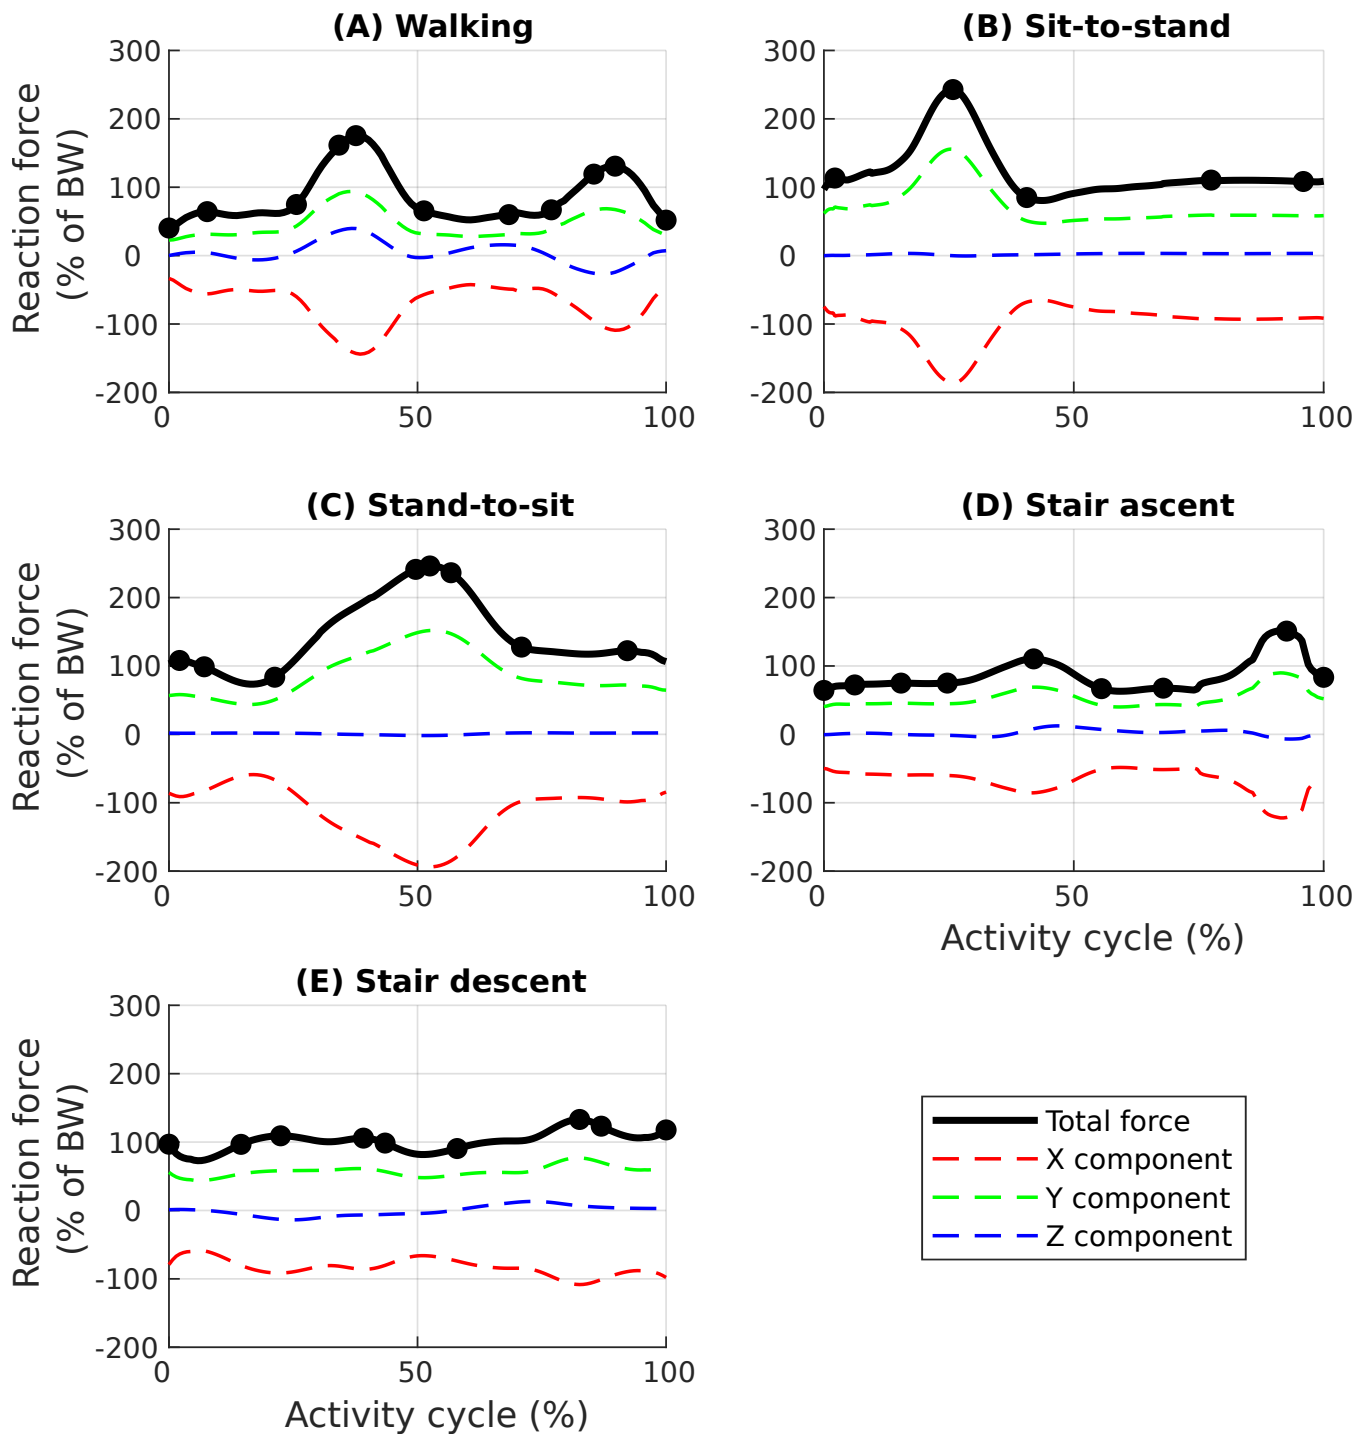 (A) Walking
Reaction force
(% of BW)
300
200
100
0
-100
-200
0
50
100
(B) Sit-to-stand
300
200
100
0
-100
-200
0
50
100
(C) Stand-to-sit
Reaction force
(% of BW)
300
200
100
0
-100
-200
0
50
100
(D) Stair ascent
300
200
100
0
-100
-200
0
50
100
Activity cycle (%)
(E) Stair descent
Reaction force
(% of BW)
300
200
100
0
-100
-200
0
50
100
Activity cycle (%)
Total force
X component
Y component
Z component